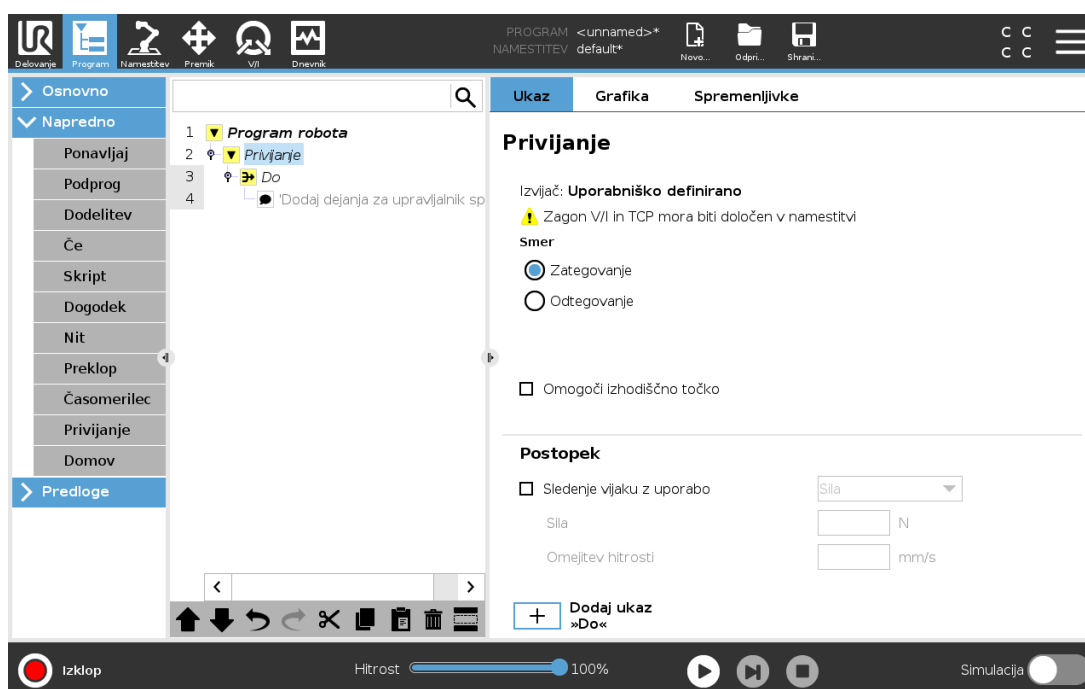 PROGRAM <unnamed>*
NAMESTITEV default*
UR
Delovanje
Program
Namestitev
Premik
V/I
Dnevnik
Novo...
Odpri...
Shrani...
C C
C C
Osnovno
Napredno
Ponavljaj
Podprog
Dodelitev
Če
Skript
Dogodek
Nit
Preklop
Časomerilec
Privijanje
Domov
Predloge
1 Program robota
2 Privijanje
3 Do
4 'Dodaj dejanja za upravljalnik sp
Ukaz
Grafika
Spremenljivke
Privijanje
Izvijač: Uporabniško definirano
Zagon V/I in TCP mora biti določen v namestitvi
Smer
Zategovanje
Odtegovanje
Omogoči izhodiščno točko
Postopek
Sledenje vijaku z uporabo
Sila
Sila
N
Omejitev hitrosti
mm/s
Dodaj ukaz
»Do«
Izklop
Hitrost
100%
Simulacija